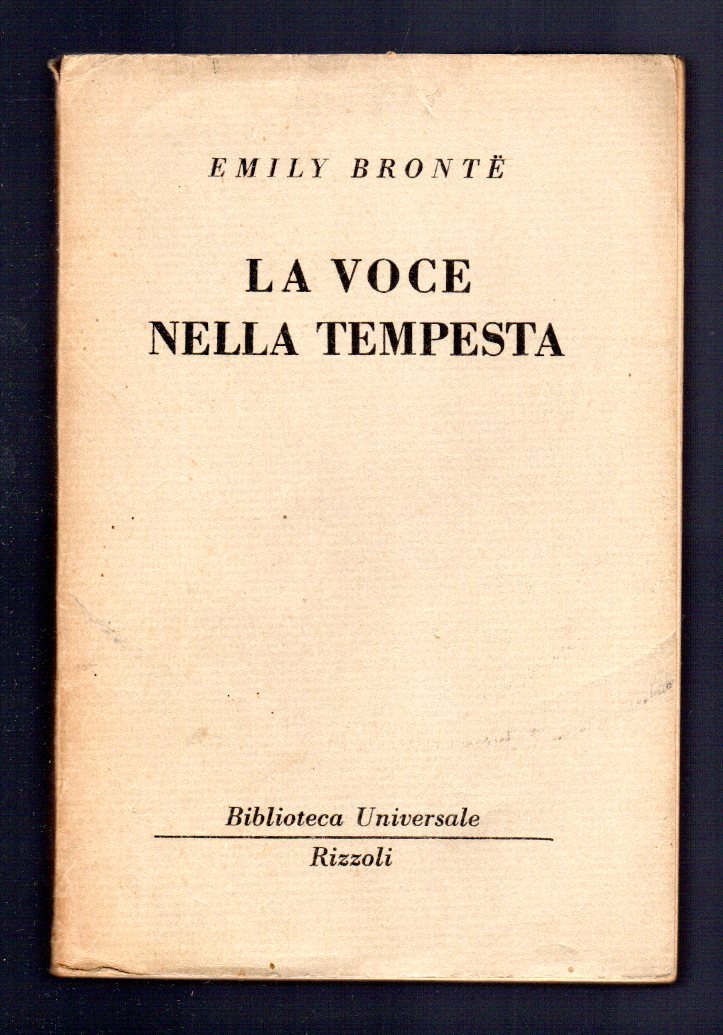 EMILY BRONTË
LA VOCE
NELLA TEMPESTA
Biblioteca Universale
Rizzoli